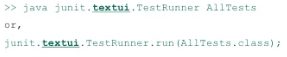 >> java junit.textui.TestRunner AllTests
or,
junit.textui.TestRunner.run(AllTests.class);